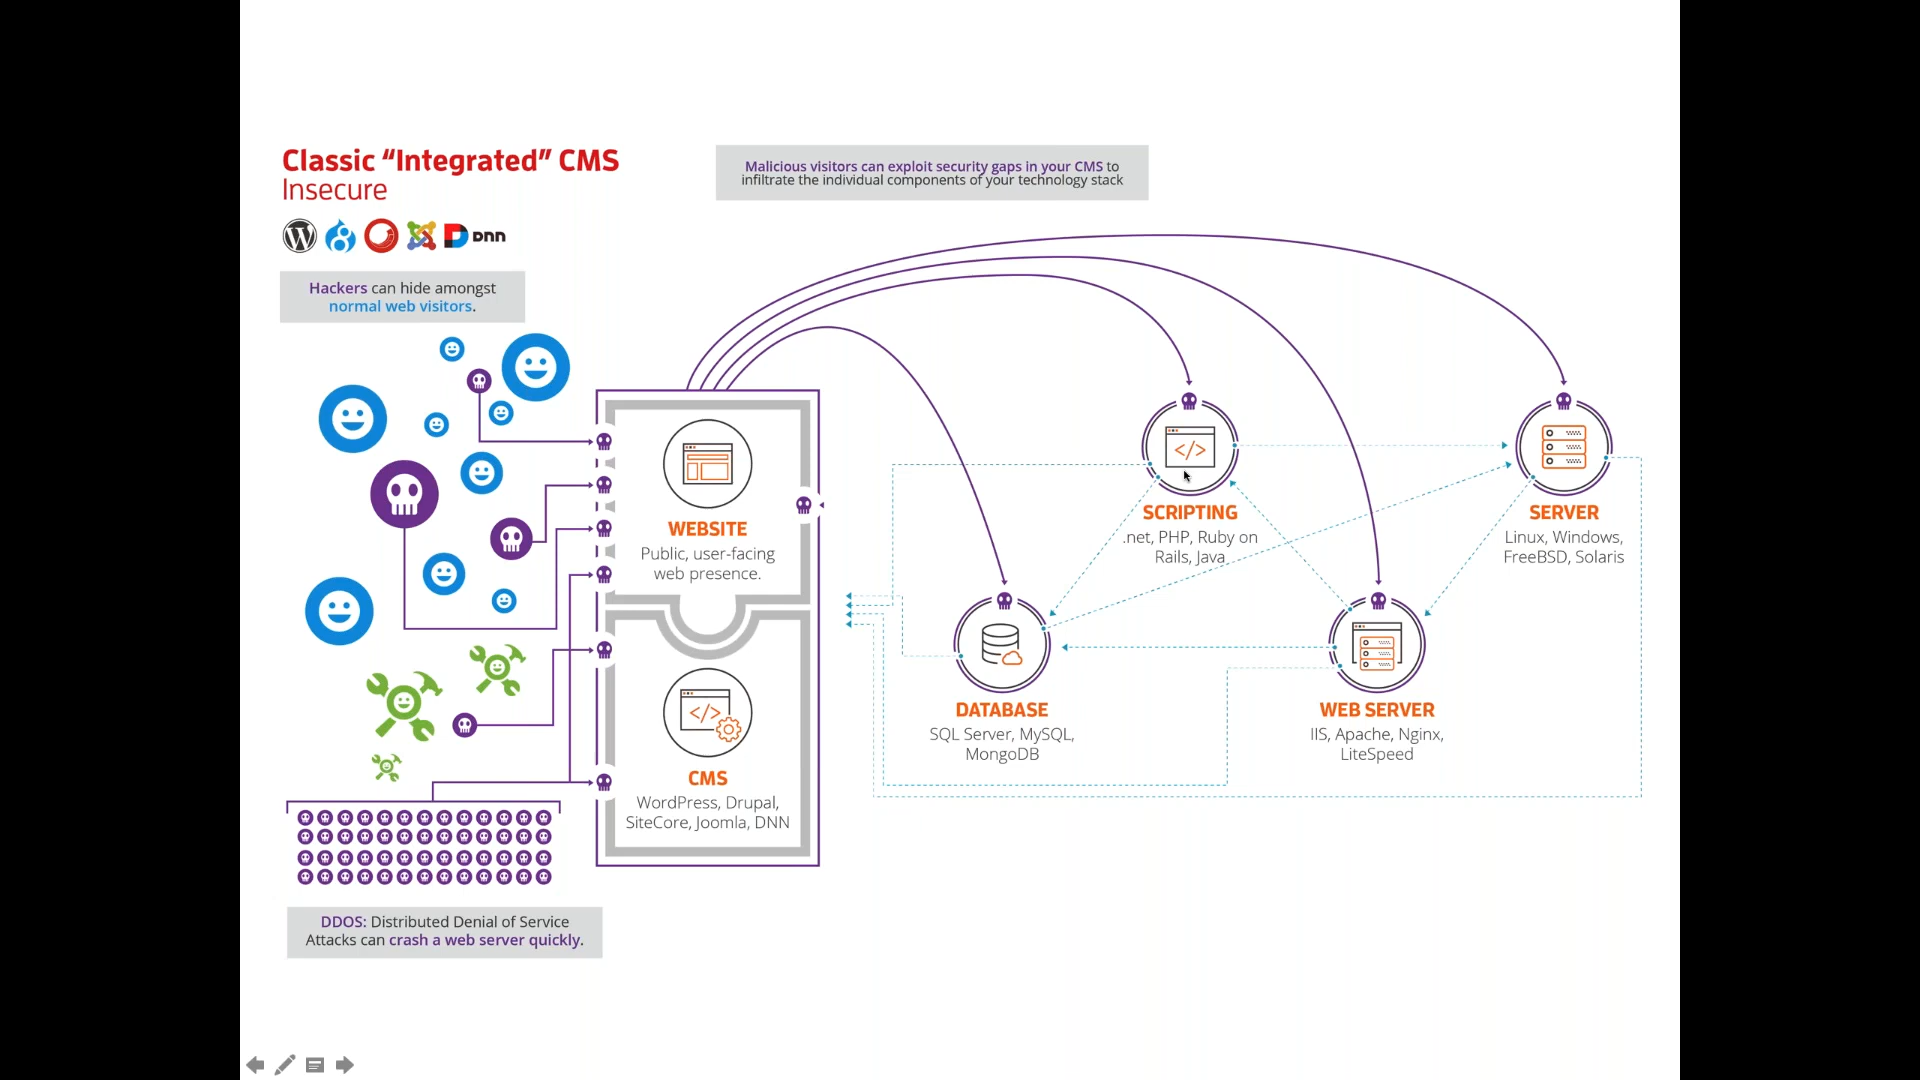 Classic “Integrated” CMS
Insecure
DNN
Malicious visitors can exploit security gaps in your CMS to
infiltrate the individual components of your technology stack
Hackers can hide amongst
normal web visitors.
WEBSITE
Public, user-facing
web presence.
CMS
WordPress, Drupal,
SiteCore, Joomla, DNN
SCRIPTING
.net, PHP, Ruby on
Rails, Java
SERVER
Linux, Windows,
FreeBSD, Solaris
DATABASE
SQL Server, MySQL,
MongoDB
WEB SERVER
IIS, Apache, Nginx,
LiteSpeed
DDOS: Distributed Denial of Service
Attacks can crash a web server quickly.